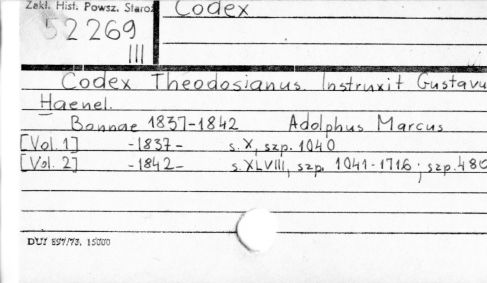 Zakł. Hist. Powsz. Staroż
Codex
52269
III
Codex Theodosianus. Instruxit Gustavu
Haenel.
Bonnae 1837-1842 Adolphus Marcus
[Vol. 1] -1837- s. X, szp. 1040
[Vol. 2] -1842- s. XLVIII, szp. 1041-1716; szp. 480
DUJ 897/73. 15000